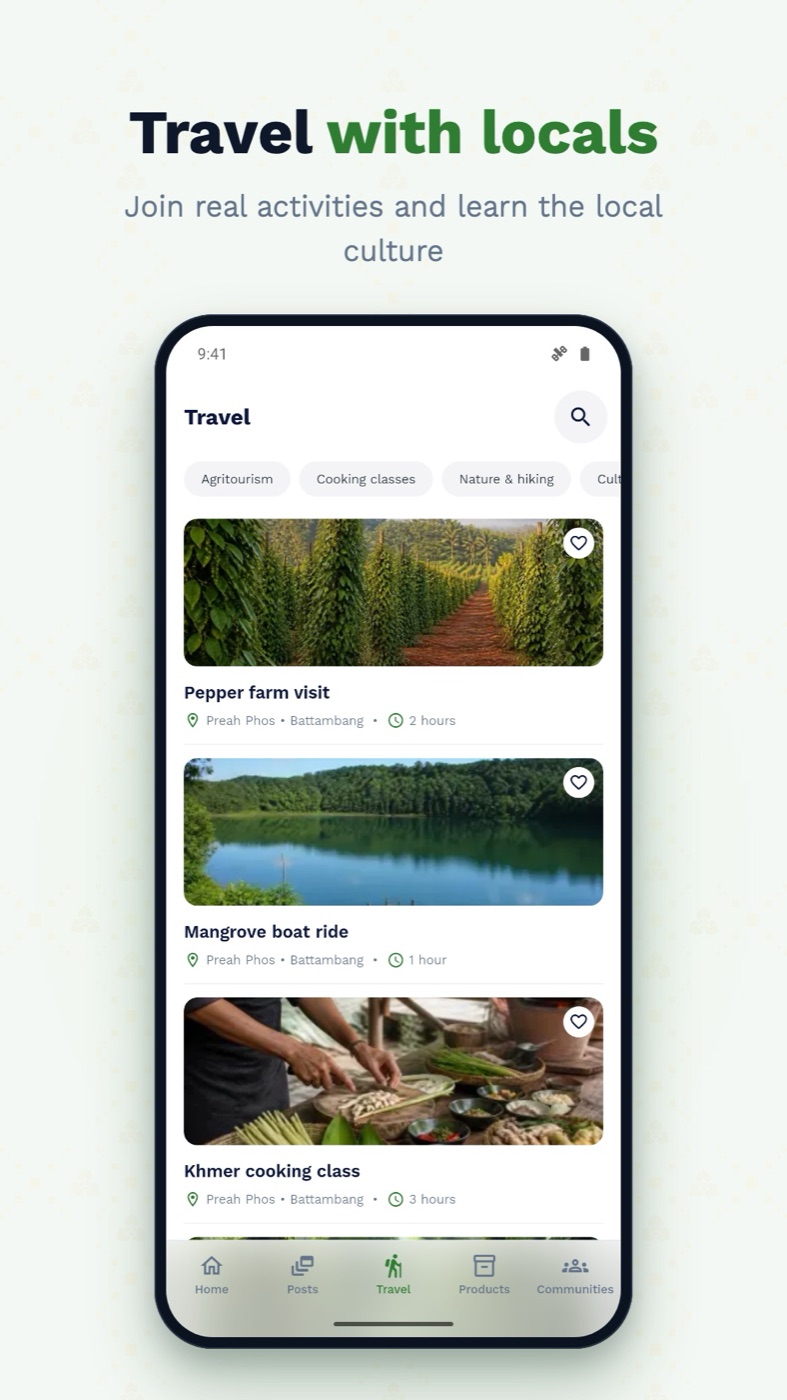 Travel with locals
Join real activities and learn the local
culture
9:41
Travel
Agritourism
Cooking classes
Nature & hiking
Cult
Pepper farm visit
Preah Phos • Battambang • 2 hours
Mangrove boat ride
Preah Phos • Battambang • 1 hour
Khmer cooking class
Preah Phos • Battambang • 3 hours
Home
Posts
Travel
Products
Communities